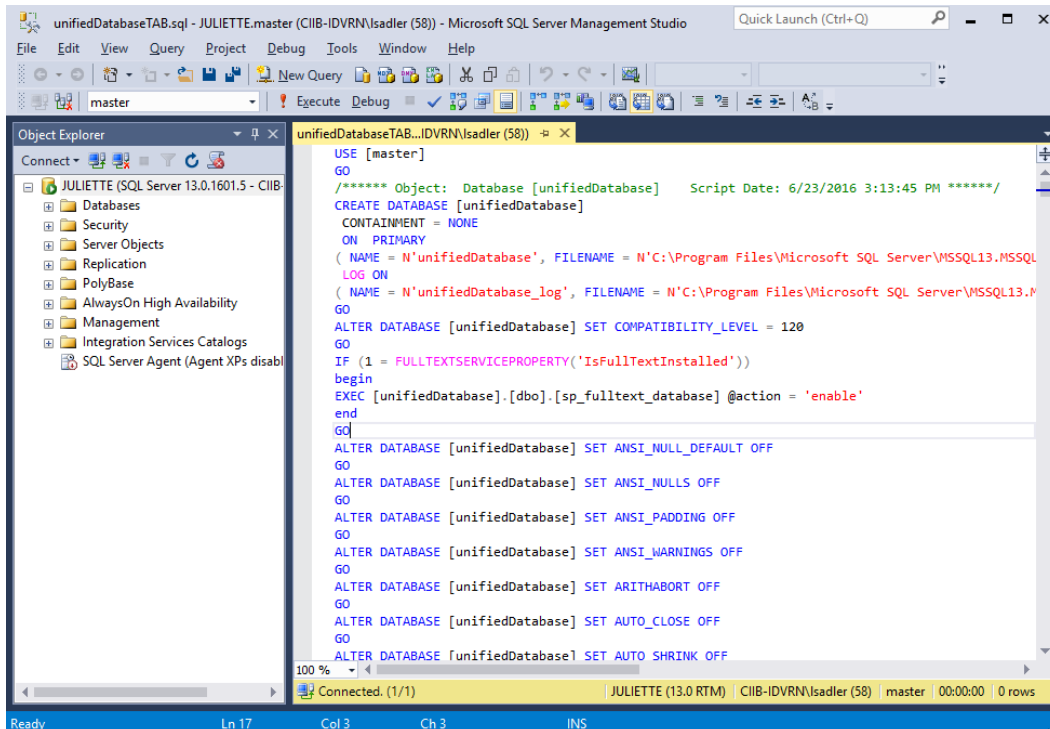 unifiedDatabaseTAB.sql - JULIETTE.master (CIIB-IDVRN\lsadler (58)) - Microsoft SQL Server Management Studio
Quick Launch (Ctrl+Q)
File Edit View Query Project Debug Tools Window Help
New Query
master
Execute Debug
Object Explorer
Connect
JULIETTE (SQL Server 13.0.1601.5 - CIIB-
Databases
Security
Server Objects
Replication
PolyBase
AlwaysOn High Availability
Management
Integration Services Catalogs
SQL Server Agent (Agent XPs disabl
unifiedDatabaseTAB...IDVRN\lsadler (58))
USE [master]
GO
/****** Object:  Database [unifiedDatabase]    Script Date: 6/23/2016 3:13:45 PM ******/
CREATE DATABASE [unifiedDatabase]
CONTAINMENT = NONE
ON  PRIMARY
( NAME = N'unifiedDatabase', FILENAME = N'C:\Program Files\Microsoft SQL Server\MSSQL13.MSSQL
LOG ON
( NAME = N'unifiedDatabase_log', FILENAME = N'C:\Program Files\Microsoft SQL Server\MSSQL13.M
GO
ALTER DATABASE [unifiedDatabase] SET COMPATIBILITY_LEVEL = 120
GO
IF (1 = FULLTEXTSERVICEPROPERTY('IsFullTextInstalled'))
begin
EXEC [unifiedDatabase].[dbo].[sp_fulltext_database] @action = 'enable'
end
GO
ALTER DATABASE [unifiedDatabase] SET ANSI_NULL_DEFAULT OFF
GO
ALTER DATABASE [unifiedDatabase] SET ANSI_NULLS OFF
GO
ALTER DATABASE [unifiedDatabase] SET ANSI_PADDING OFF
GO
ALTER DATABASE [unifiedDatabase] SET ANSI_WARNINGS OFF
GO
ALTER DATABASE [unifiedDatabase] SET ARITHABORT OFF
GO
ALTER DATABASE [unifiedDatabase] SET AUTO_CLOSE OFF
GO
ALTER DATABASE [unifiedDatabase] SET AUTO_SHRINK OFF
100 %
Connected. (1/1)
JULIETTE (13.0 RTM) CIIB-IDVRN\lsadler (58) master 00:00:00 0 rows
Ready Ln 17 Col 3 Ch 3 INS